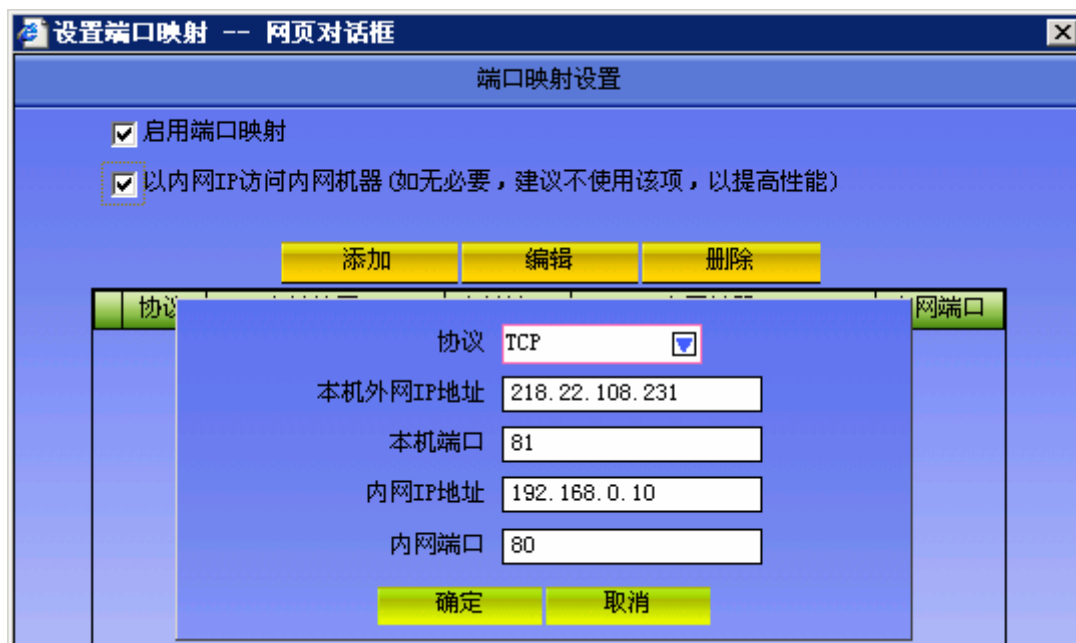 设置端口映射 -- 网页对话框
端口映射设置
启用端口映射
以内网IP访问内网机器(如无必要，建议不使用该项，以提高性能)
添加 编辑 删除
协议 网端口
协议 TCP
本机外网IP地址 218.22.108.231
本机端口 81
内网IP地址 192.168.0.10
内网端口 80
确定 取消